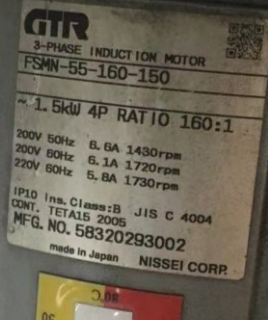 GTR
3-PHASE INDUCTION MOTOR
FSMN-55-160-150
~ 1.5kW 4P RATIO 160:1
200V 50Hz 6.6A 1430rpm
200V 60Hz 6.1A 1720rpm
220V 60Hz 5.8A 1730rpm
IP10 Ins.Class:B JIS C 4004
CONT. TETA15 2005
MFG. NO. 58320293002
made in Japan NISSEI CORP.
80°C
50